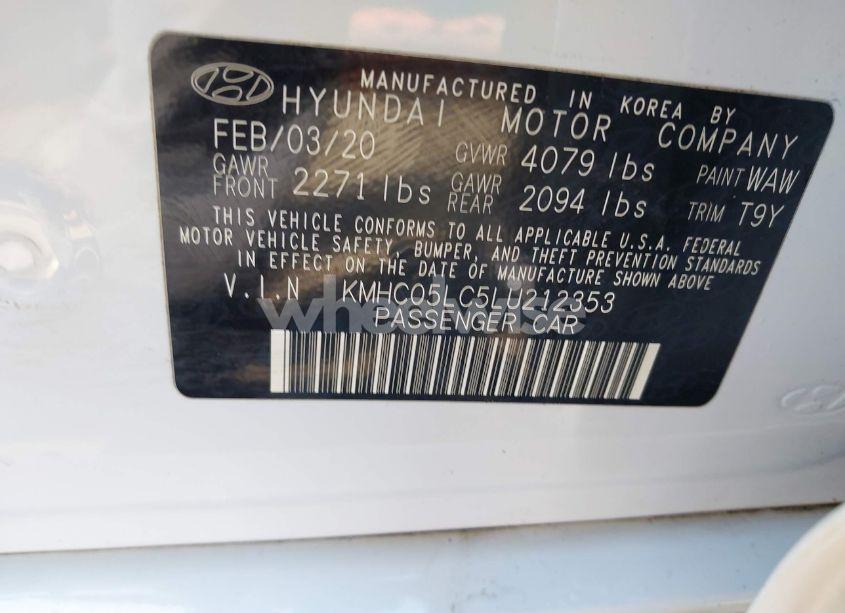 MANUFACTURED IN KOREA BY
HYUNDAI MOTOR COMPANY
FEB/03/20 GVWR 4079 lbs PAINT WAW
GAWR FRONT 2271 lbs GAWR REAR 2094 lbs TRIM T9Y
THIS VEHICLE CONFORMS TO ALL APPLICABLE U.S.A. FEDERAL
MOTOR VEHICLE SAFETY, BUMPER, AND THEFT PREVENTION STANDARDS
IN EFFECT ON THE DATE OF MANUFACTURE SHOWN ABOVE
V.I.N KMHC05LC5LU212353
PASSENGER CAR